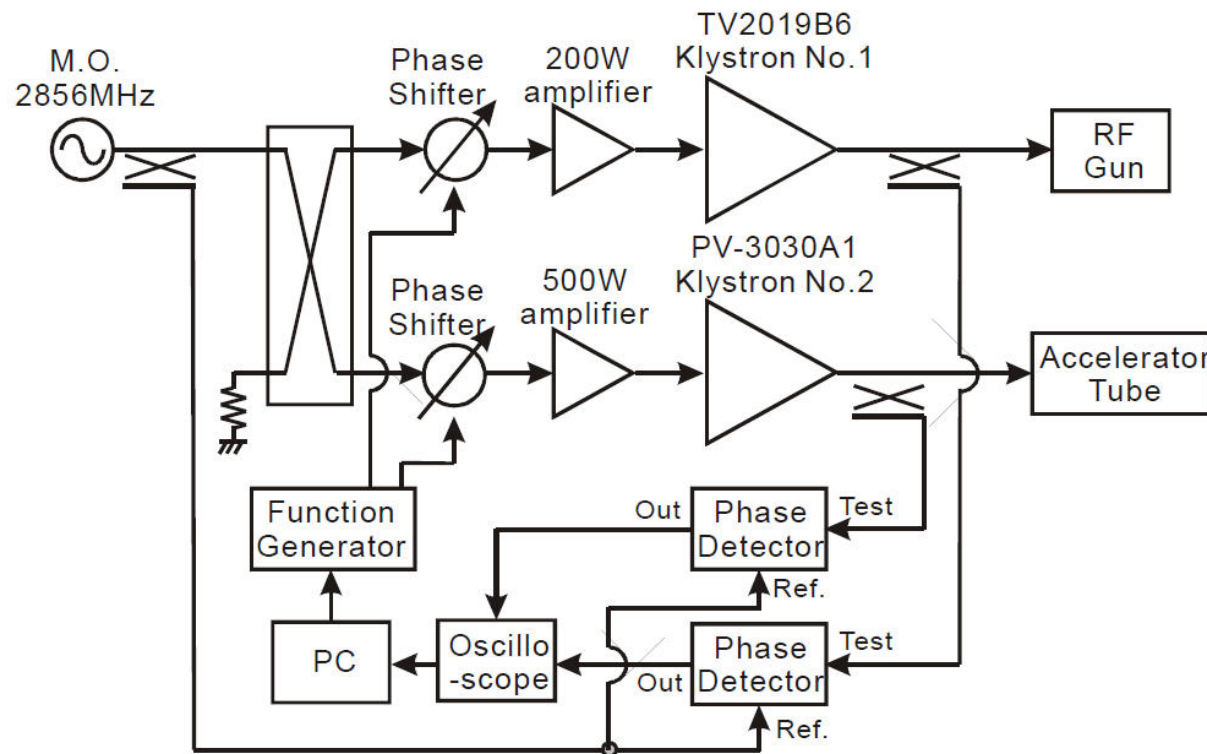 M.O.
2856MHz
Phase
Shifter
200W
amplifier
TV2019B6
Klystron No.1
RF
Gun
Phase
Shifter
500W
amplifier
PV-3030A1
Klystron No.2
Accelerator
Tube
Function
Generator
Out
Phase
Detector
Test
Ref.
PC
Oscillo
-scope
Out
Phase
Detector
Test
Ref.